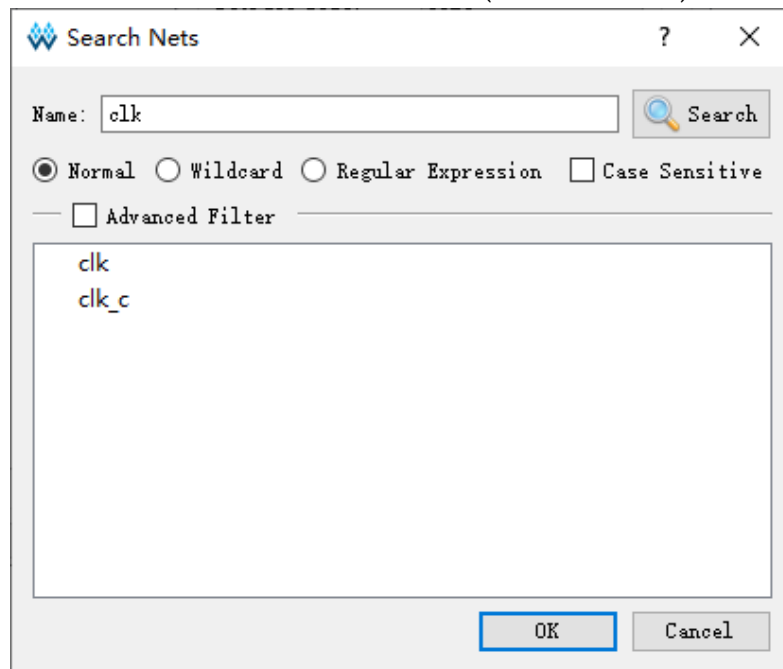 Search Nets ?
Name: clk Search
Normal Wildcard Regular Expression Case Sensitive
Advanced Filter
clk
clk_c
OK Cancel